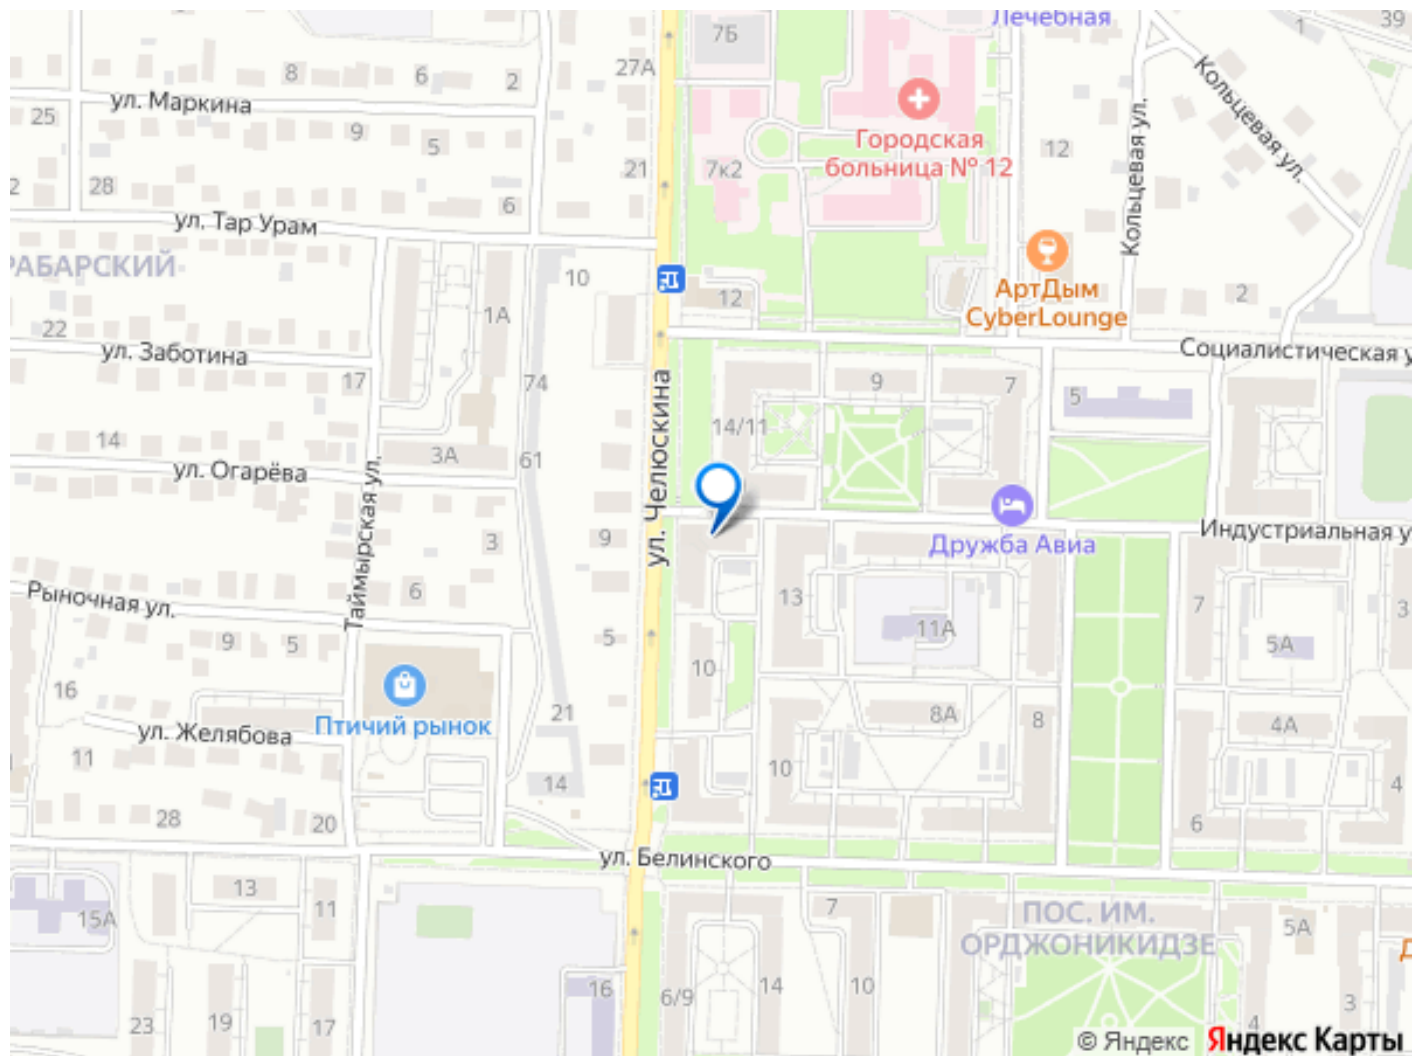 Лечебная
39
1
7Б
27А
8
6
2
ул. Маркина
25
9
5
Кольцевая ул.
Кольцевая ул.
Городская
больница № 12
12
7к2
21
28
2
6
ул. Тар Урам
РАБАРСКИЙ
10
12
АртДым
CyberLounge
2
1А
22
ул. Заботина
Социалистическая у
17
74
9
7
5
ул. Челюскина
14/11
14
3А
61
ул. Огарёва
Таймырская ул.
3
9
Дружба Авиа
Индустриальная у
6
Рыночная ул.
13
11А
7
3
9
5
5
5А
16
10
Птичий рынок
21
8А
8
4А
ул. Желябова
11
10
14
4
28
20
6
ул. Белинского
13
11
15А
7
ПОС. ИМ.
ОРДЖОНИКИДЗЕ
5А
Д
6/9
14
10
16
23
19
17
4
3
© Яндекс Яндекс Карты